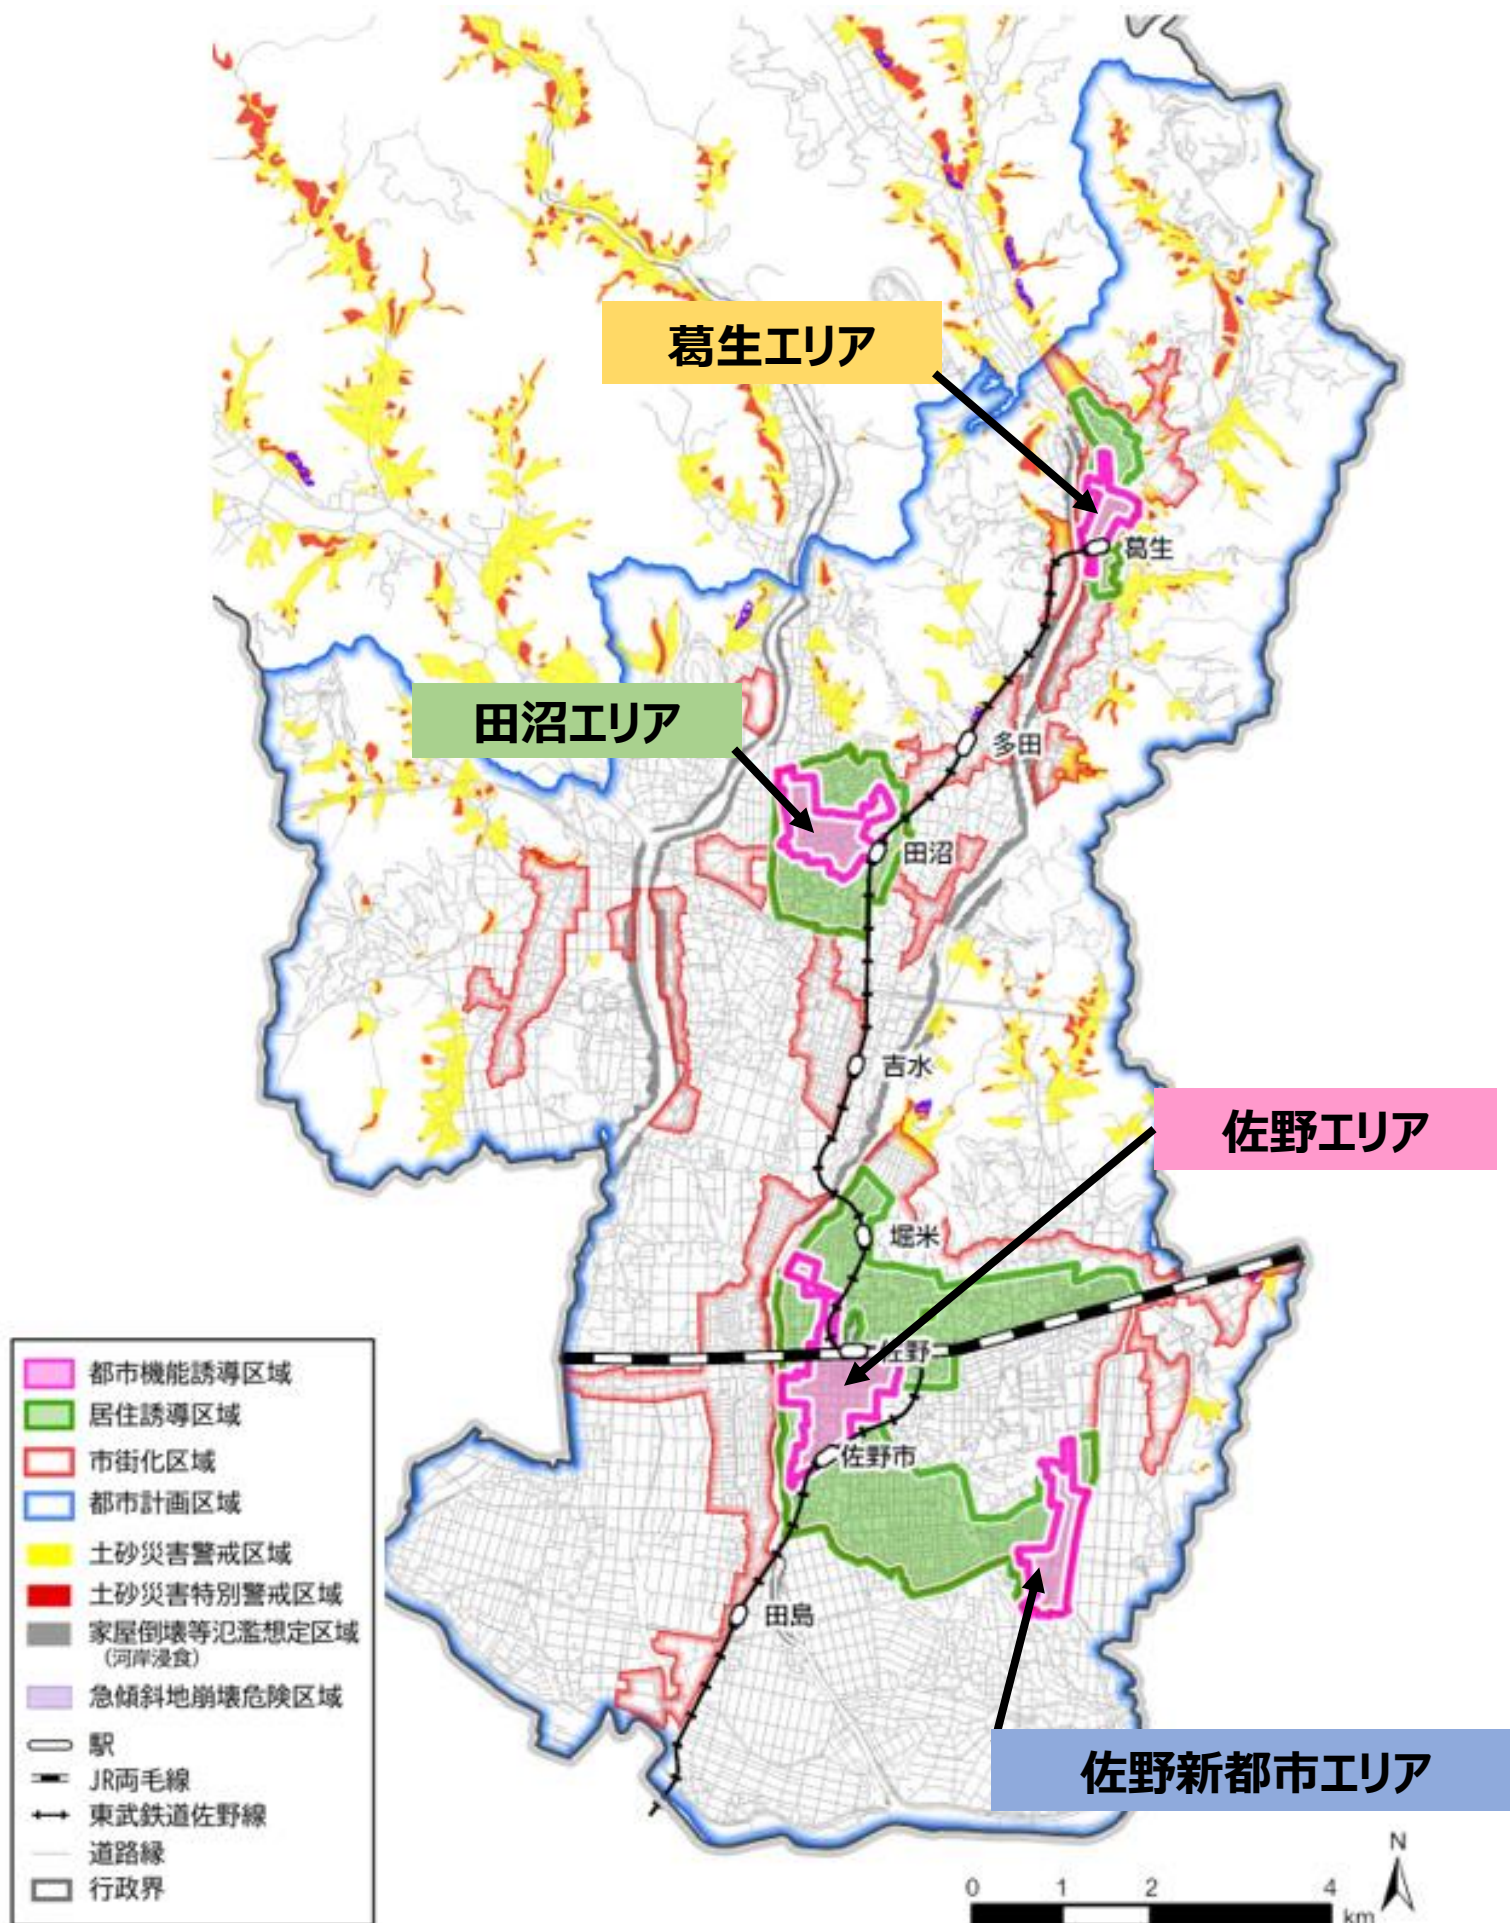 葛生エリア
葛生
田沼エリア
多田
田沼
吉水
佐野エリア
堀米
佐野
佐野市
田島
佐野新都市エリア
都市機能誘導区域
居住誘導区域
市街化区域
都市計画区域
土砂災害警戒区域
土砂災害特別警戒区域
家屋倒壊等氾濫想定区域
(河岸浸食)
急傾斜地崩壊危険区域
駅
JR両毛線
東武鉄道佐野線
道路縁
行政界
N
0 1 2 4
km